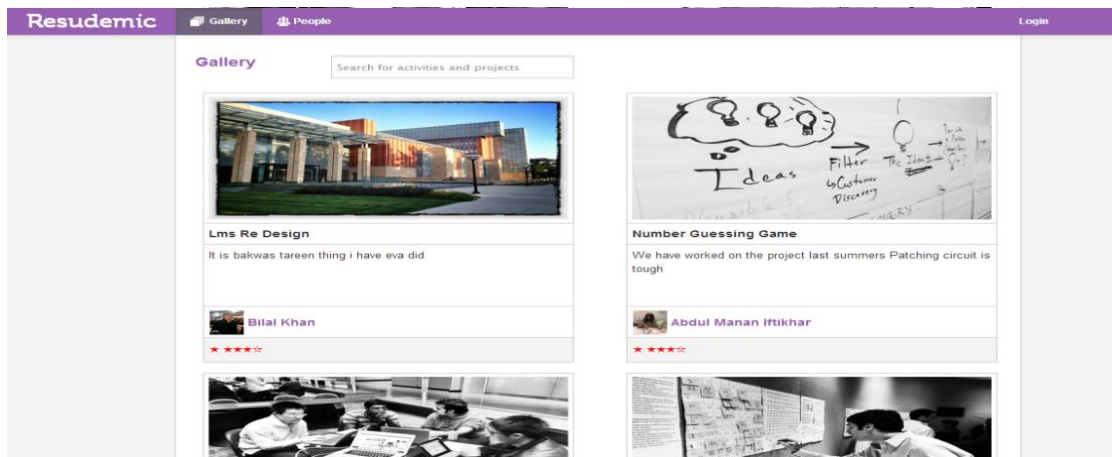 Resudemic Gallery People Login
Gallery
Search for activities and projects
Ideas
Filter
↳ Customer
Discovery
The Idea
Lms Re Design
It is bakwas tareen thing i have eva did
Bilal Khan
★ ★★★☆
Number Guessing Game
We have worked on the project last summers Patching circuit is
tough
Abdul Manan Iftikhar
★ ★★★☆